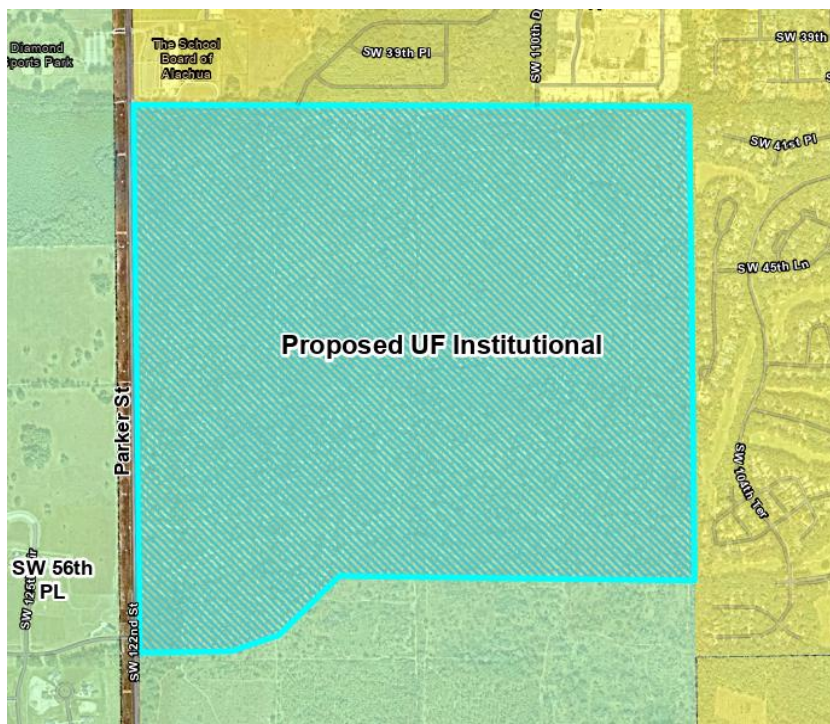 Diamond
Sports Park
The School
Board of
Alachua
SW 39th Pl
SW 110th D
SW 39th
SW 41st Pl
SW 45th Ln
Proposed UF Institutional
Parker St
SW 104th Ter
SW 56th
PL
SW 122nd St